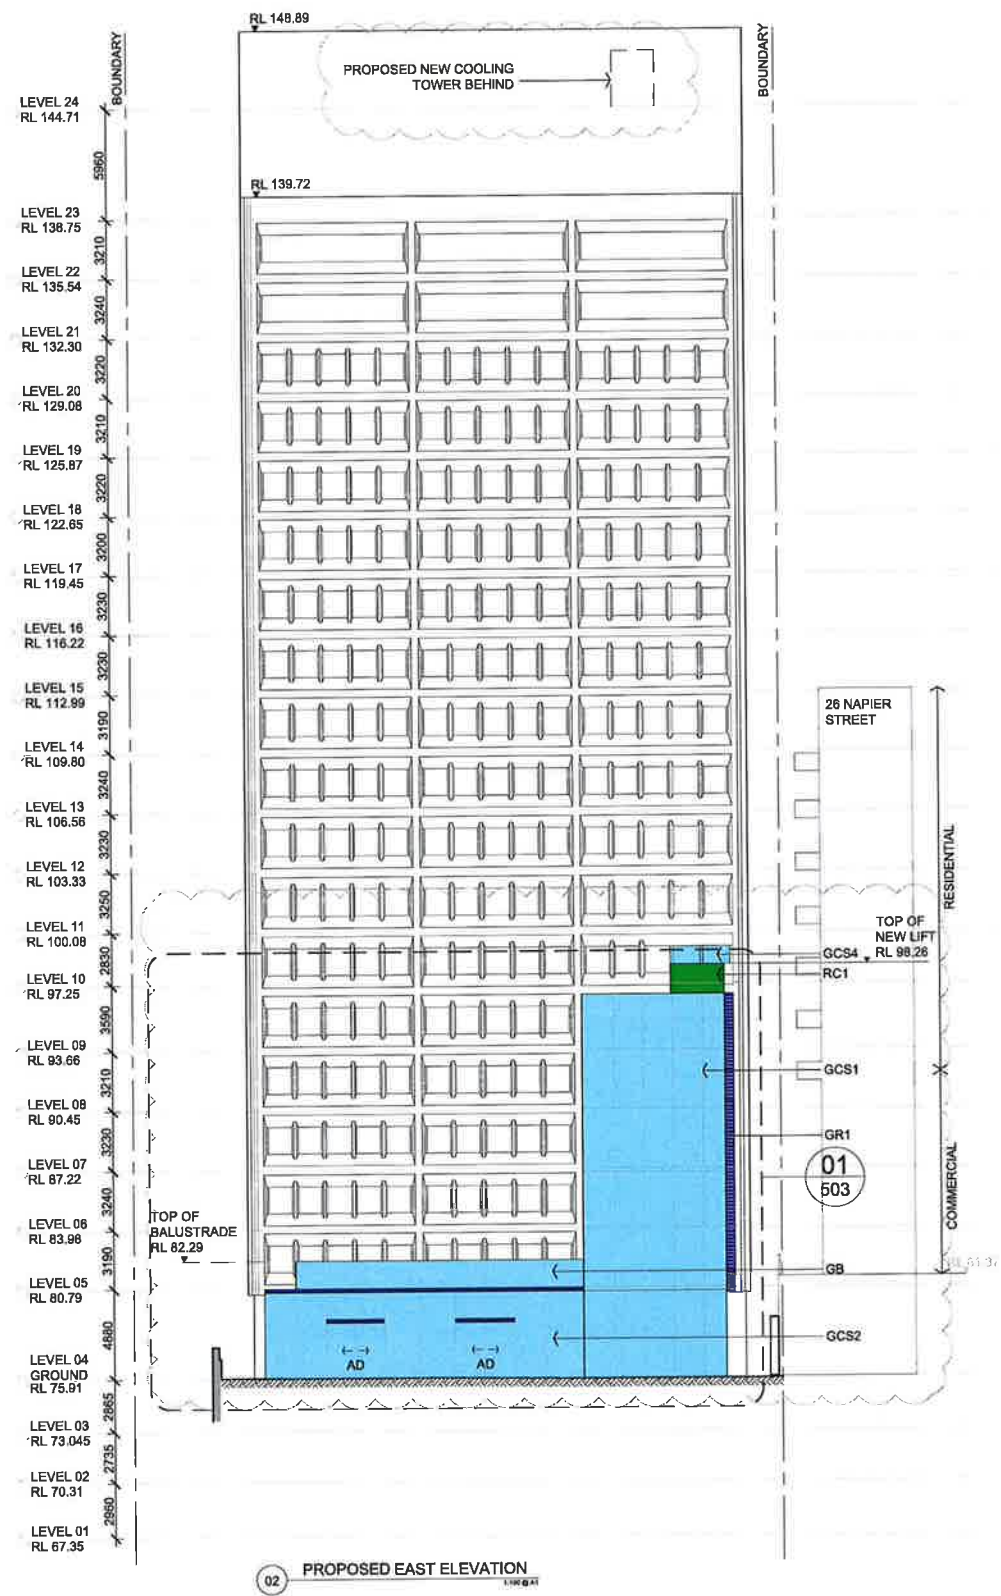 RL 148.89
BOUNDARY
BOUNDARY
PROPOSED NEW COOLING
TOWER BEHIND
LEVEL 24
RL 144.71
5960
RL 139.72
LEVEL 23
RL 138.75
3210
LEVEL 22
RL 135.54
3240
LEVEL 21
RL 132.30
3220
LEVEL 20
RL 129.08
3210
LEVEL 19
RL 125.87
3220
LEVEL 18
RL 122.65
3200
LEVEL 17
RL 119.45
3230
LEVEL 16
RL 116.22
3230
LEVEL 15
RL 112.99
26 NAPIER
STREET
3190
LEVEL 14
RL 109.80
3240
LEVEL 13
RL 106.56
3230
LEVEL 12
RL 103.33
RESIDENTIAL
3250
LEVEL 11
RL 100.08
TOP OF
NEW LIFT
RL 98.26
2830
GCS4
RC1
LEVEL 10
RL 97.25
3590
LEVEL 09
RL 93.66
GCS1
3210
LEVEL 08
RL 90.45
3230
GR1
LEVEL 07
RL 87.22
01
503
COMMERCIAL
3240
LEVEL 06
RL 83.98
TOP OF
BALUSTRADE
RL 82.29
3190
GB
LEVEL 05
RL 80.79
4880
GCS2
AD
AD
LEVEL 04
GROUND
RL 75.91
2865
LEVEL 03
RL 73.045
2735
LEVEL 02
RL 70.31
2960
LEVEL 01
RL 67.35
02
PROPOSED EAST ELEVATION